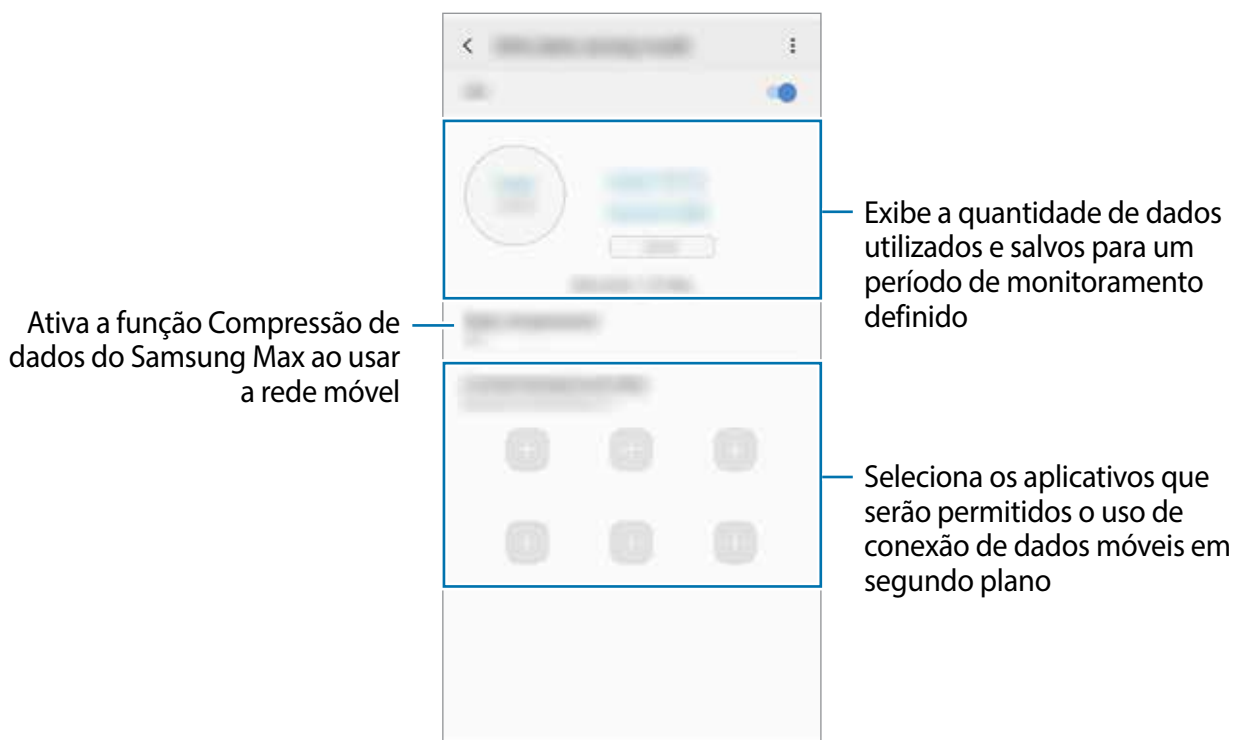 Exibe a quantidade de dados
utilizados e salvos para um
período de monitoramento
definido
Ativa a função Compressão de
dados do Samsung Max ao usar
a rede móvel
Seleciona os aplicativos que
serão permitidos o uso de
conexão de dados móveis em
segundo plano